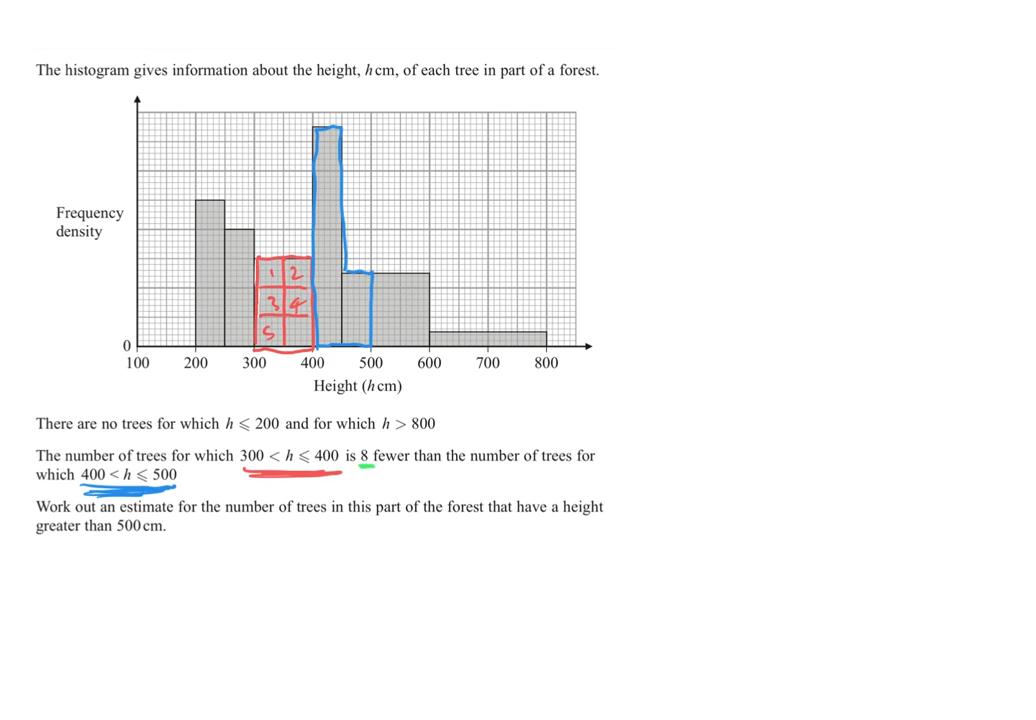 The histogram gives information about the height, h cm, of each tree in part of a forest.
Frequency
density
1 2
3 4
5
0
100 200 300 400 500 600 700 800
Height (h cm)
There are no trees for which h ⩽ 200 and for which h > 800
The number of trees for which 300 < h ⩽ 400 is 8 fewer than the number of trees for
which 400 < h ⩽ 500
Work out an estimate for the number of trees in this part of the forest that have a height
greater than 500 cm.